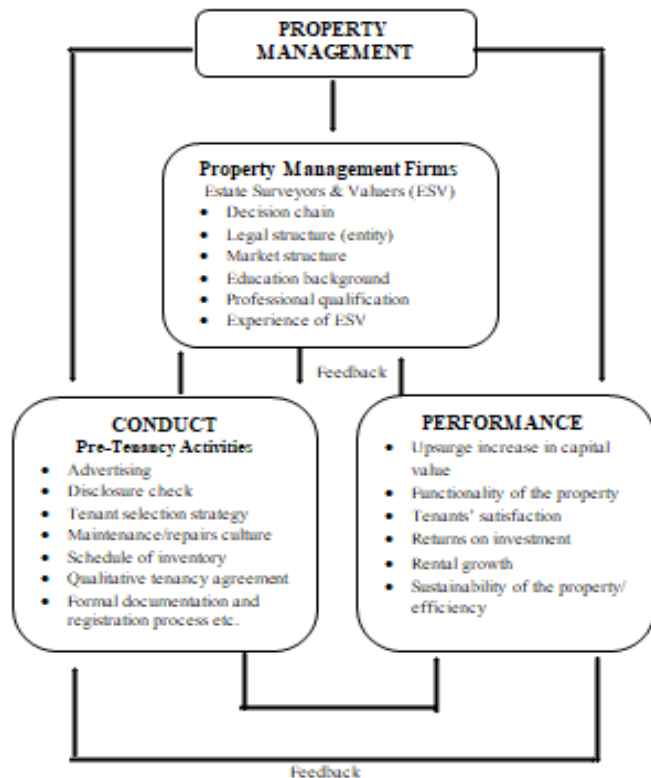 PROPERTY
MANAGEMENT
Property Management Firms
Estate Surveyors & Valuers (ESV)
• Decision chain
• Legal structure (entity)
• Market structure
• Education background
• Professional qualification
• Experience of ESV
Feedback
CONDUCT
Pre-Tenancy Activities
• Advertising
• Disclosure check
• Tenant selection strategy
• Maintenance/repairs culture
• Schedule of inventory
• Qualitative tenancy agreement
• Formal documentation and
registration process etc.
PERFORMANCE
• Upsurge increase in capital
value
• Functionality of the property
• Tenants' satisfaction
• Returns on investment
• Rental growth
• Sustainability of the property/
efficiency
Feedback